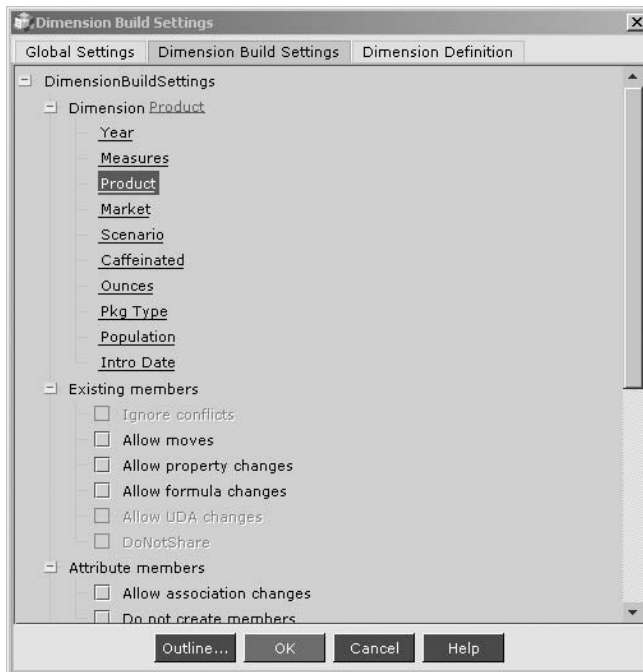 Dimension Build Settings
Global Settings Dimension Build Settings Dimension Definition
DimensionBuildSettings
Dimension Product
Year
Measures
Product
Market
Scenario
Caffeinated
Ounces
Pkg Type
Population
Intro Date
Existing members
Ignore conflicts
Allow moves
Allow property changes
Allow formula changes
Allow UDA changes
DoNotShare
Attribute members
Allow association changes
Do not create members
Outline... OK Cancel Help